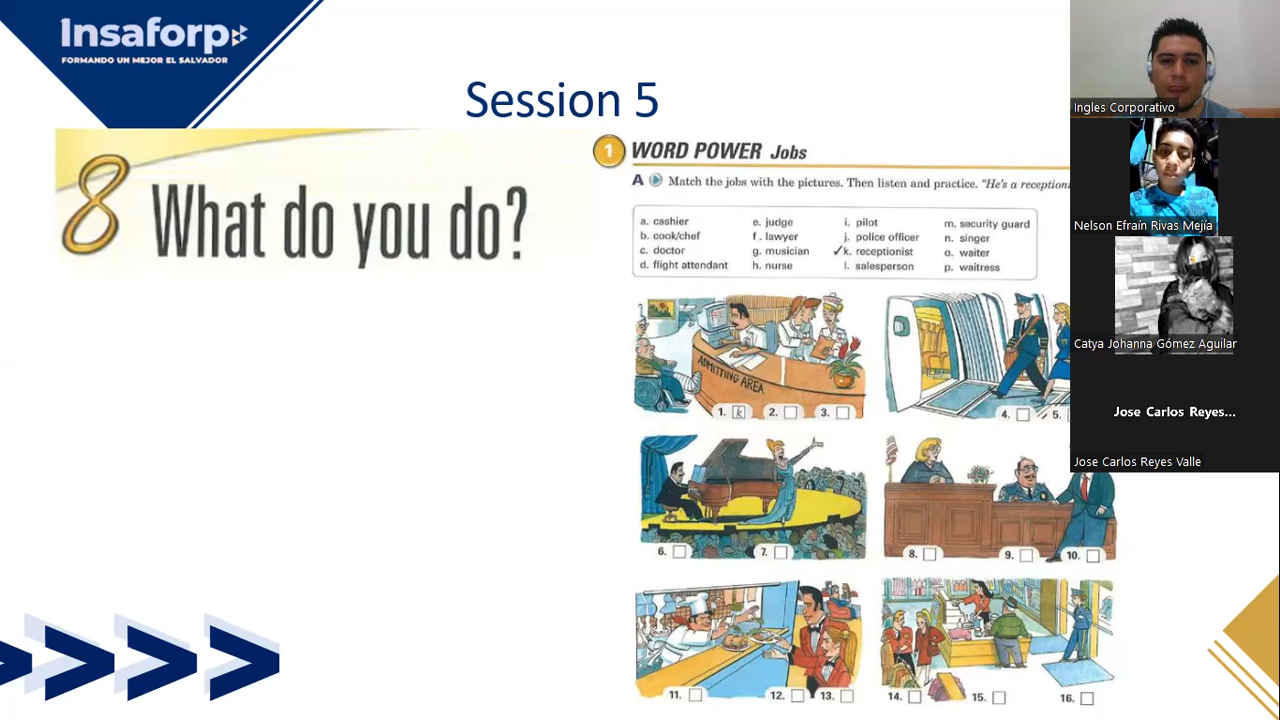 Insaforp
FORMANDO UN MEJOR EL SALVADOR
Session 5
8 What do you do?
1 WORD POWER Jobs
A Match the jobs with the pictures. Then listen and practice. "He's a
a. cashier
b. cook/chef
c. doctor
d. flight attendant
e. judge
f. lawyer
g. musician
h. nurse
i. pilot
j. police officer
✓k. receptionist
l. salesperson
m. security guard
n. singer
o. waiter
p. waitress
ADMITTING AREA
1. k 2. 3.
4. 5.
6. 7.
8. 9. 10.
11. 12. 13.
14. 15. 16.
Ingles Corporativo
Nelson Efraín Rivas Mejía
Catya Johanna Gómez Aguilar
Jose Carlos Reyes...
Jose Carlos Reyes Valle